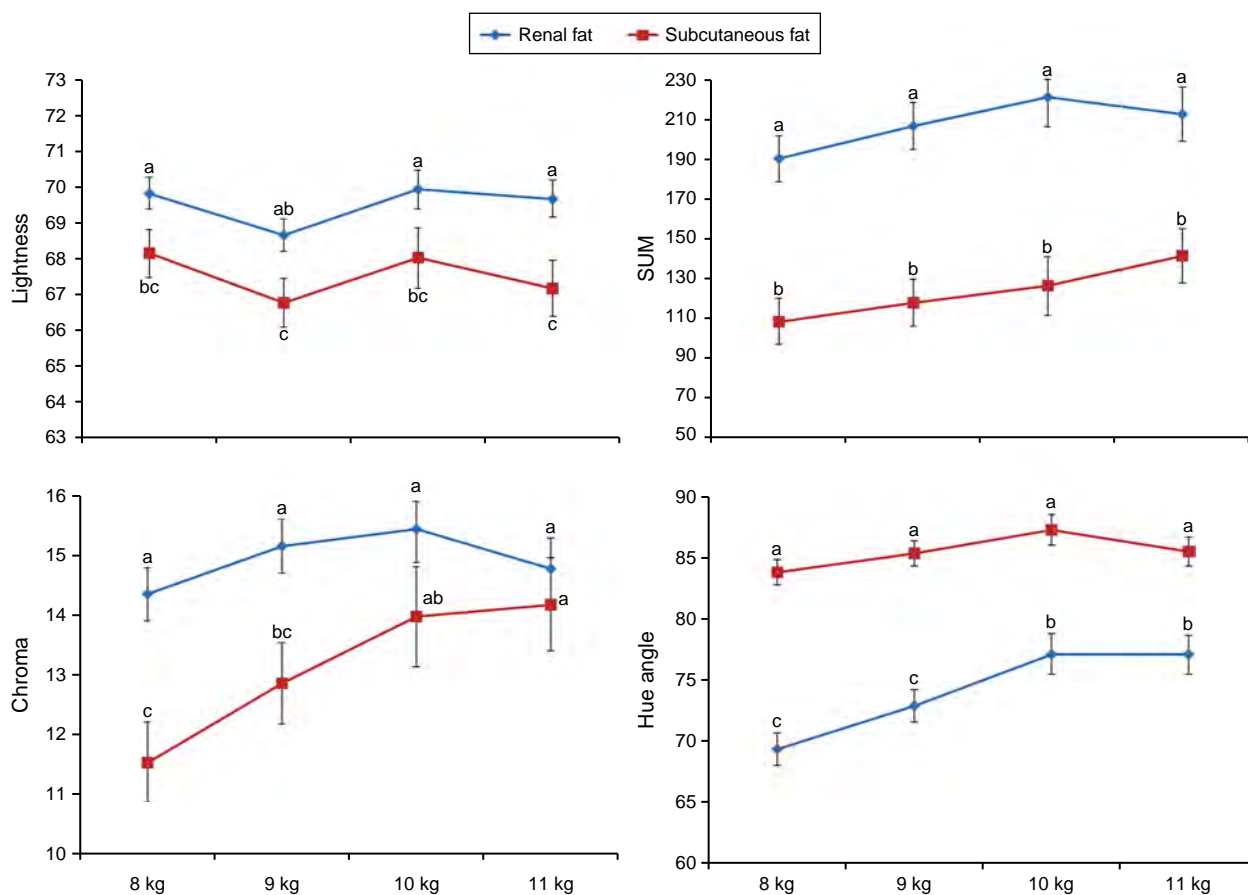 Renal fat Subcutaneous fat
73
72
71
70
69
68
67
66
65
64
63
Lightness
a
ab
a
a
bc
c
bc
c
230
210
190
170
150
130
110
90
70
50
SUM
a
a
a
a
b
b
b
b
16
15
14
13
12
11
10
Chroma
a
a
a
a
c
bc
ab
a
8 kg 9 kg 10 kg 11 kg
90
85
80
75
70
65
60
Hue angle
a
a
a
a
c
c
b
b
8 kg 9 kg 10 kg 11 kg